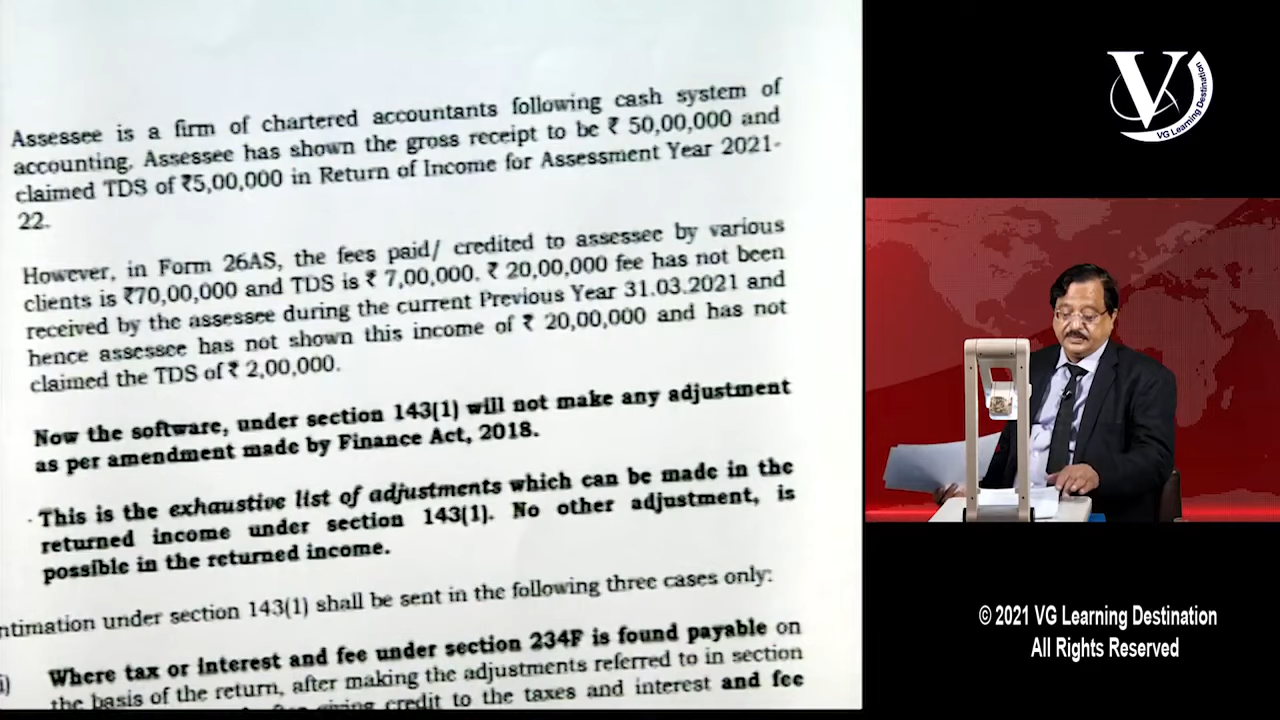 Assessee is a firm of chartered accountants following cash system of
accounting. Assessee has shown the gross receipt to be ₹ 50,00,000 and
claimed TDS of ₹5,00,000 in Return of Income for Assessment Year 2021-
22.
However, in Form 26AS, the fees paid/ credited to assessee by various
clients is ₹70,00,000 and TDS is ₹ 7,00,000. ₹ 20,00,000 fee has not been
received by the assessee during the current Previous Year 31.03.2021 and
hence assessee has not shown this income of ₹ 20,00,000 and has not
claimed the TDS of ₹ 2,00,000.
Now the software, under section 143(1) will not make any adjustment
as per amendment made by Finance Act, 2018.
This is the exhaustive list of adjustments which can be made in the
returned income under section 143(1). No other adjustment, is
possible in the returned income.
ntimation under section 143(1) shall be sent in the following three cases only:
i) Where tax or interest and fee under section 234F is found payable on
the basis of the return, after making the adjustments referred to in section
giving credit to the taxes and interest and fee
V
VG Learning Destination
© 2021 VG Learning Destination
All Rights Reserved